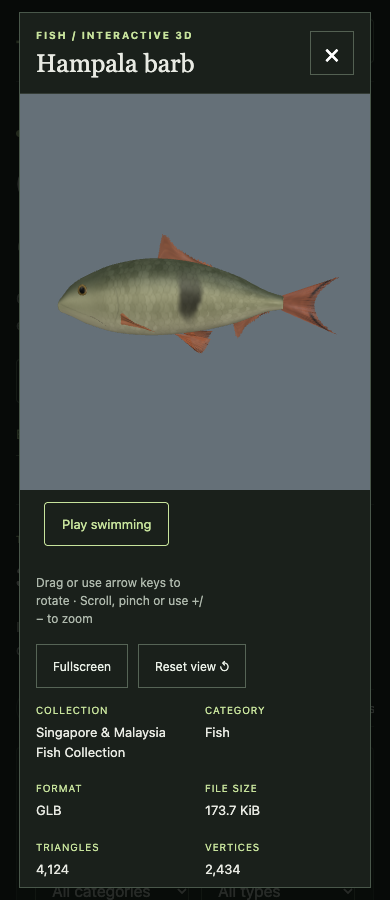 FISH / INTERACTIVE 3D
Hampala barb
×
Play swimming
Drag or use arrow keys to
rotate · Scroll, pinch or use +/
− to zoom
Fullscreen
Reset view ↺
COLLECTION
CATEGORY
Singapore & Malaysia
Fish Collection
Fish
FORMAT
FILE SIZE
GLB
173.7 KiB
TRIANGLES
VERTICES
4,124
2,434
All categories
All types